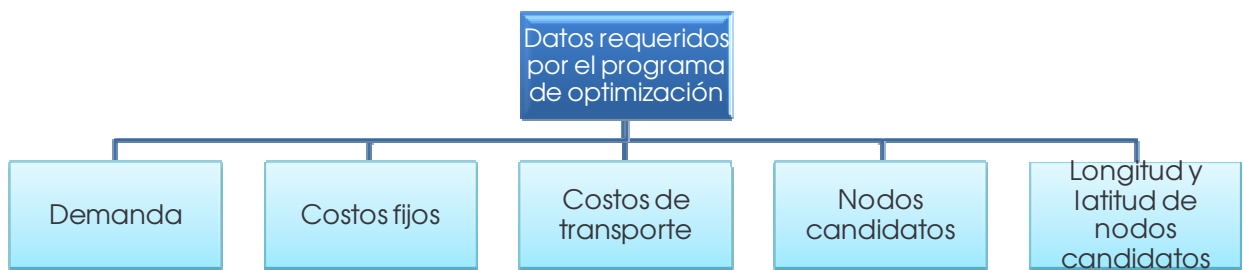 Datos requeridos
por el programa
de optimización
Demanda
Costos fijos
Costos de
transporte
Nodos
candidatos
Longitud y
latitud de
nodos
candidatos